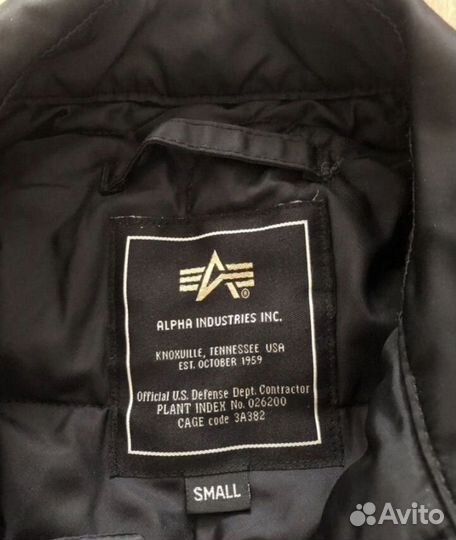 ALPHA INDUSTRIES INC.
KNOXVILLE, TENNESSEE USA
EST. OCTOBER 1959
Official U.S. Defense Dept. Contractor
PLANT INDEX No. 026200
CAGE code 3A382
SMALL
Avito